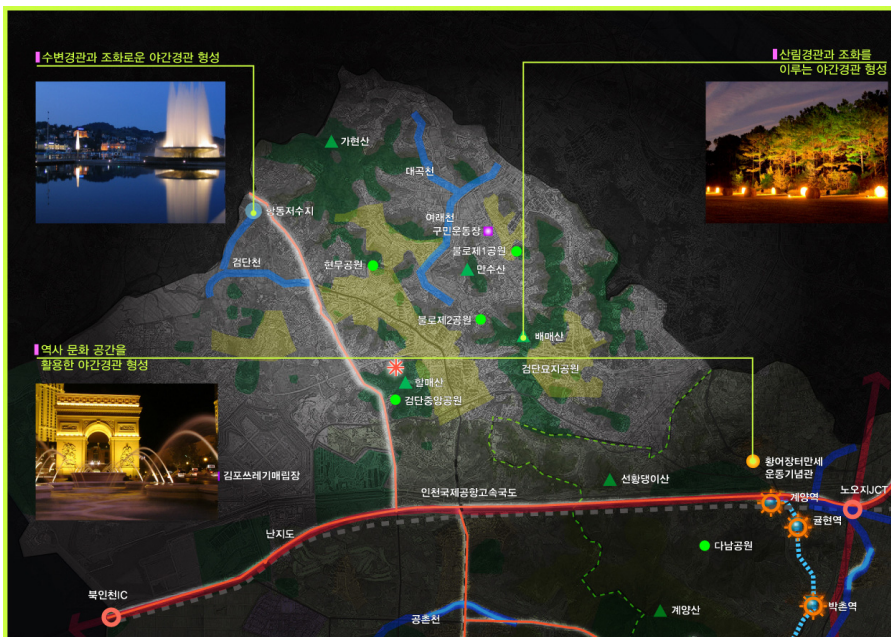 수변경관과 조화로운 야간경관 형성
산림경관과 조화를
이루는 야간경관 형성
가현산
대곡천
왕동저수지
여래천
구민운동장
불로제1공원
검단천
현무공원
만수산
불로제2공원
배매산
역사 문화 공간을
활용한 야간경관 형성
검단묘지공원
할매산
검단중앙공원
황어장터만세
운동기념관
김포쓰레기매립장
선황댕이산
노오지JCT
인천국제공항고속국도
계양역
귤현역
난지도
다남공원
북인천IC
박촌역
계양산
공촌천